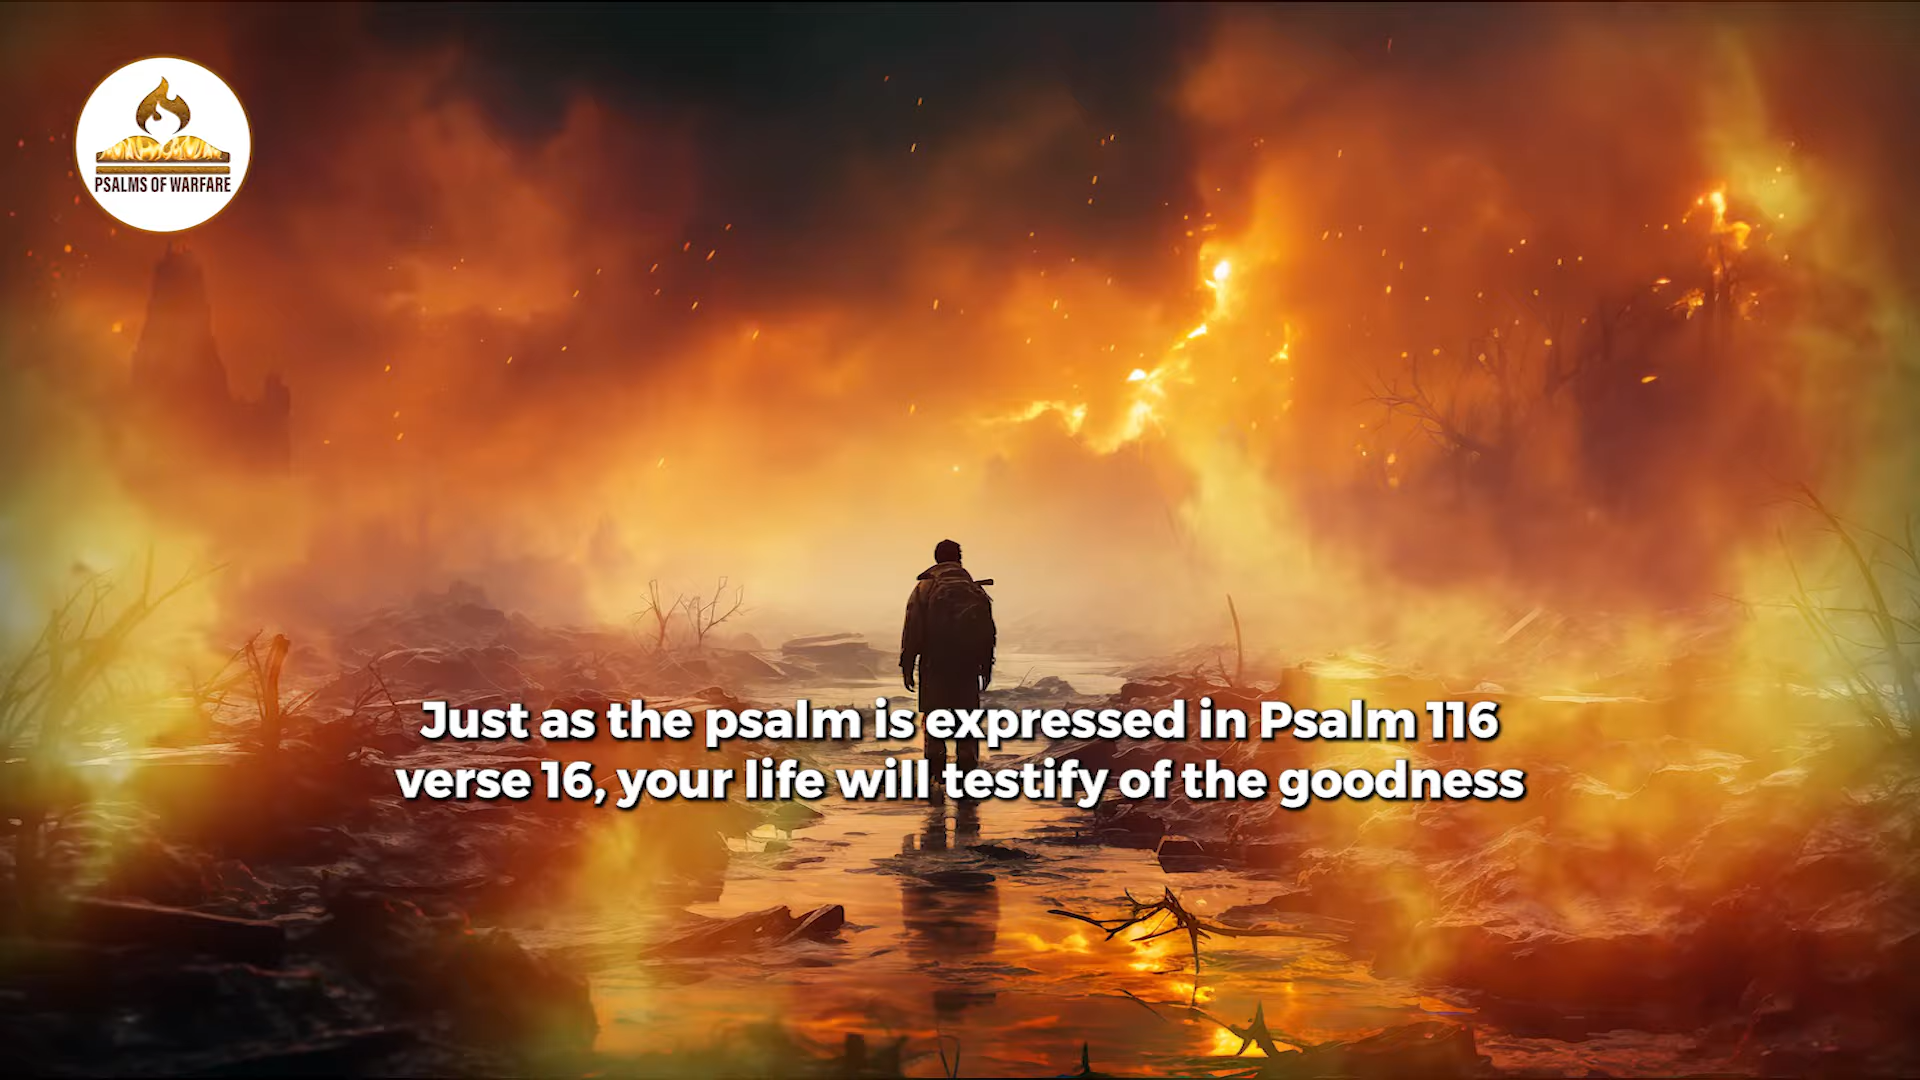 PSALMS OF WARFARE
Just as the psalm is expressed in Psalm 116
verse 16, your life will testify of the goodness